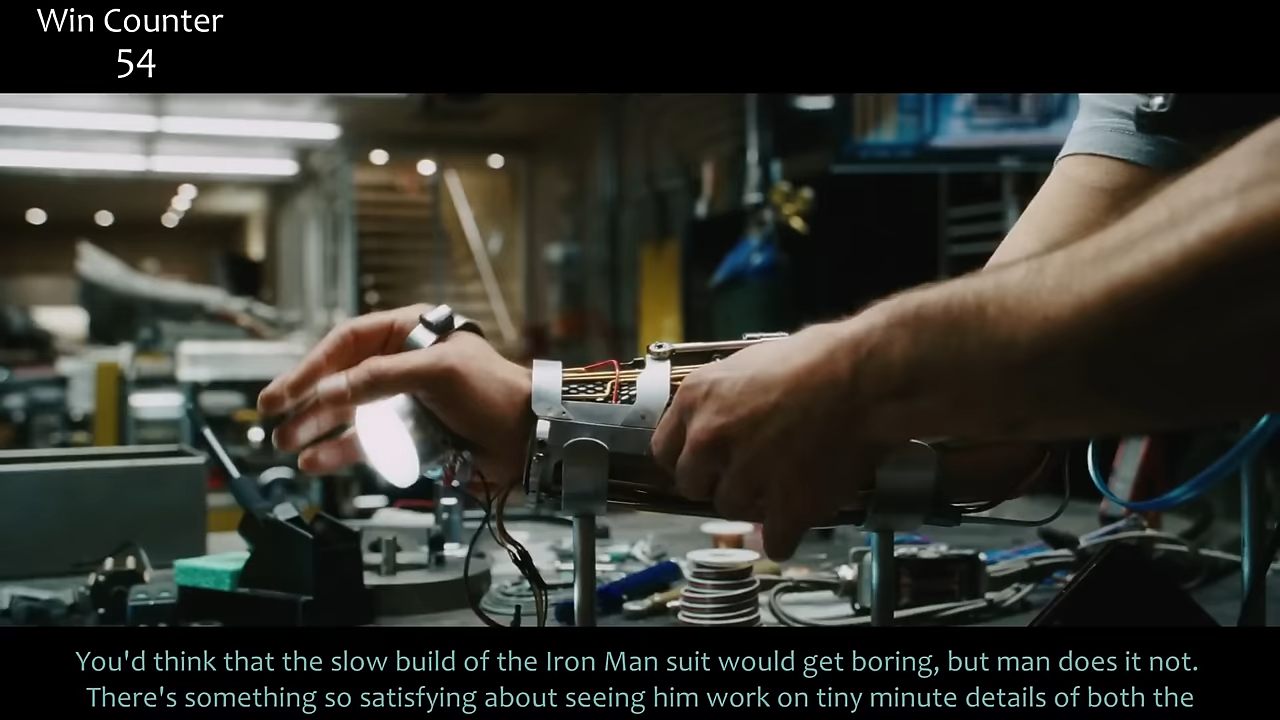 Win Counter
54
You'd think that the slow build of the Iron Man suit would get boring, but man does it not.
There's something so satisfying about seeing him work on tiny minute details of both the